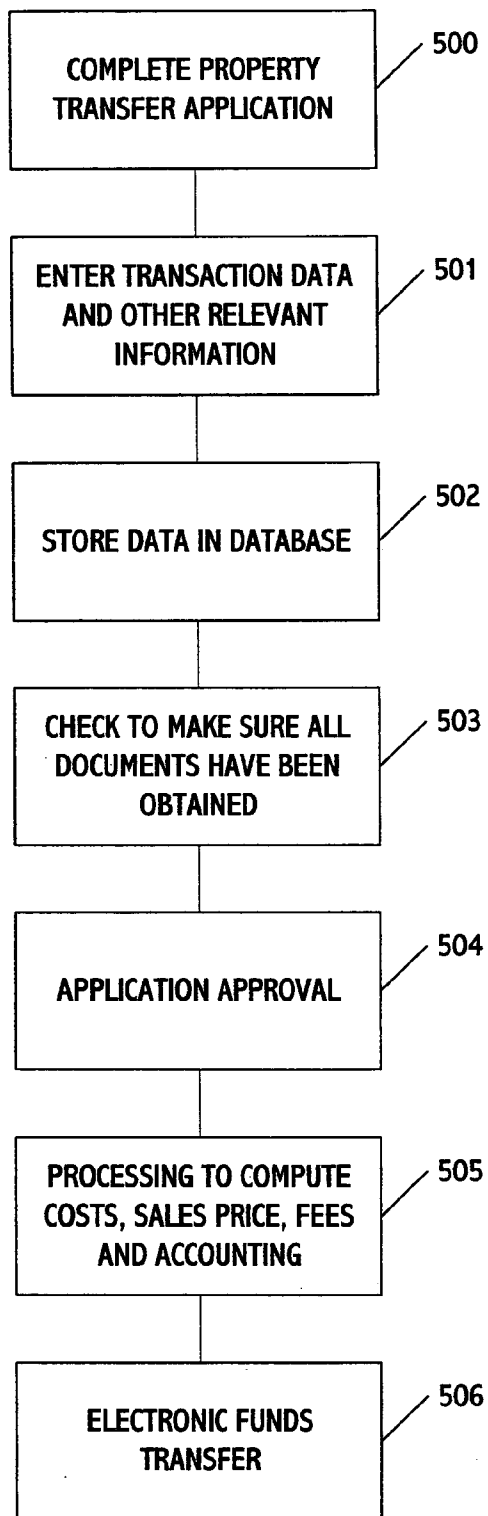 COMPLETE PROPERTY
TRANSFER APPLICATION
500
ENTER TRANSACTION DATA
AND OTHER RELEVANT
INFORMATION
501
STORE DATA IN DATABASE
502
CHECK TO MAKE SURE ALL
DOCUMENTS HAVE BEEN
OBTAINED
503
APPLICATION APPROVAL
504
PROCESSING TO COMPUTE
COSTS, SALES PRICE, FEES
AND ACCOUNTING
505
ELECTRONIC FUNDS
TRANSFER
506